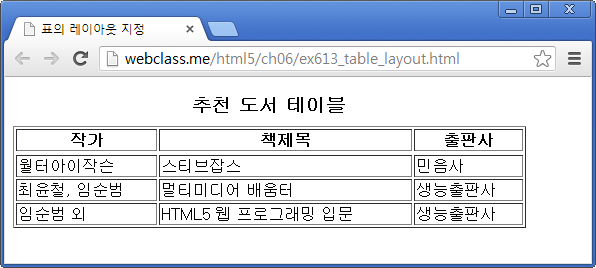 표의 레이아웃 지정
webclass.me/html5/ch06/ex613_table_layout.html
추천 도서 테이블
작가 책제목 출판사
월터아이작슨 스티브잡스 민음사
최윤철, 임순범 멀티미디어 배움터 생능출판사
임순범 외 HTML5 웹 프로그래밍 입문 생능출판사